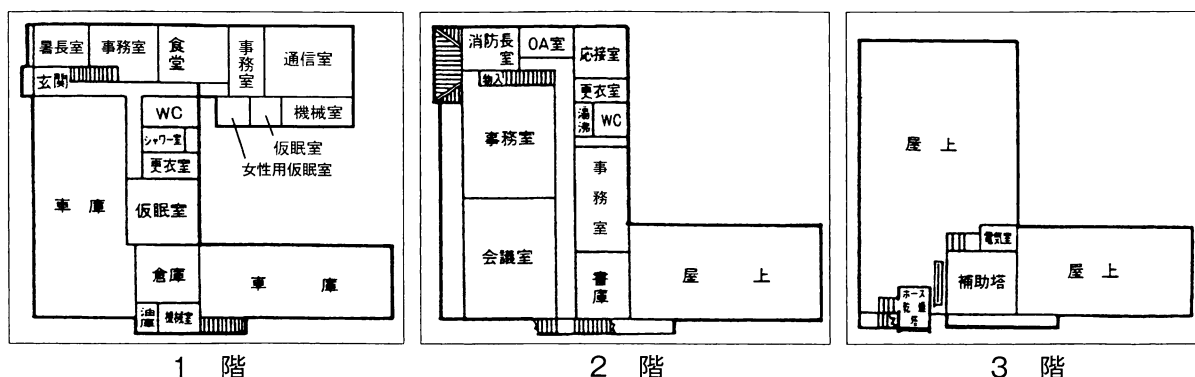 署長室
事務室
食堂
事務室
通信室
玄関
WC
機械室
シャワー室
仮眠室
女性用仮眠室
更衣室
車庫
仮眠室
倉庫
車庫
油庫
機械室
1階
消防長室
OA室
応接室
物入
更衣室
湯沸
WC
事務室
事務室
会議室
書庫
屋上
2階
屋上
電気室
補助塔
屋上
ホース乾燥塔
3階